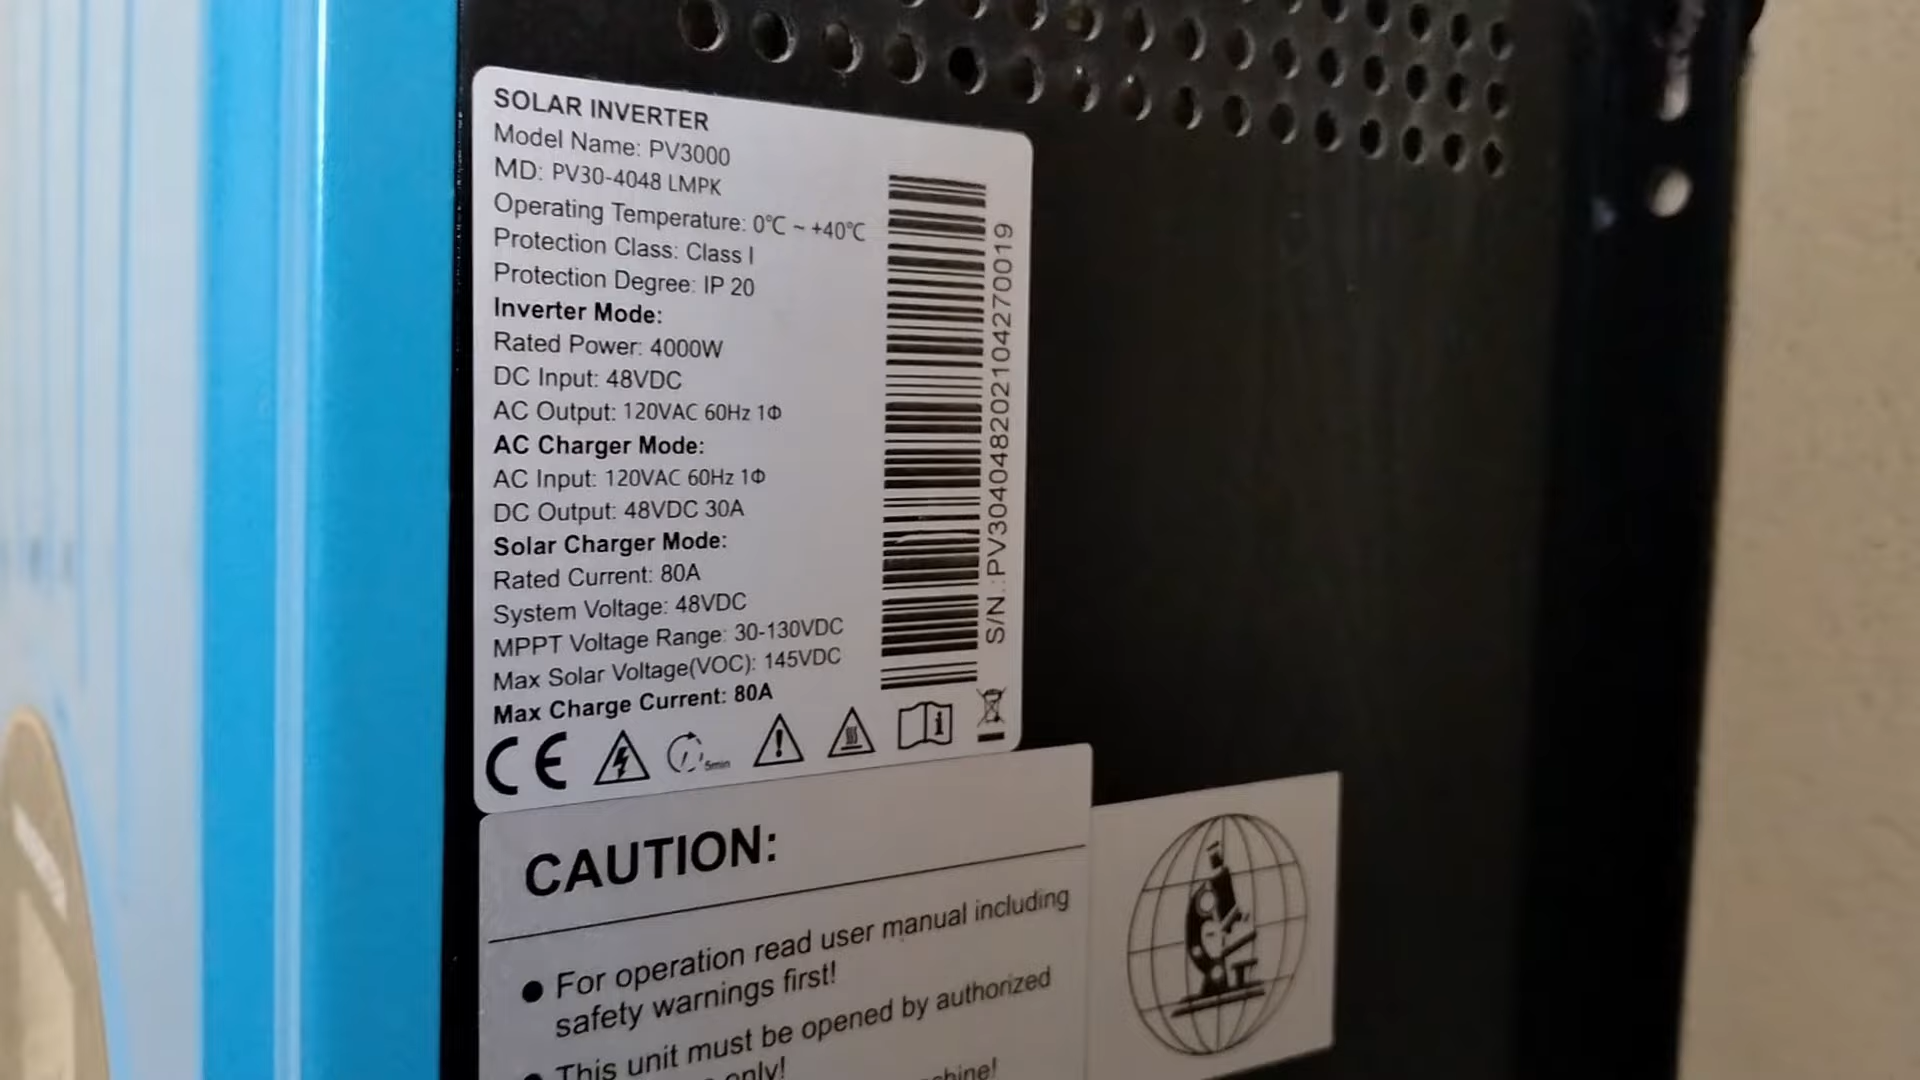 SOLAR INVERTER
Model Name: PV3000
MD: PV30-4048 LMPK
Operating Temperature: 0℃ ~ +40℃
Protection Class: Class I
Protection Degree: IP 20
Inverter Mode:
Rated Power: 4000W
DC Input: 48VDC
AC Output: 120VAC 60Hz 1Φ
AC Charger Mode:
AC Input: 120VAC 60Hz 1Φ
DC Output: 48VDC 30A
Solar Charger Mode:
Rated Current: 80A
System Voltage: 48VDC
MPPT Voltage Range: 30-130VDC
Max Solar Voltage(VOC): 145VDC
Max Charge Current: 80A
CE
5min
S/N.:PV304048202104270019
CAUTION:
● For operation read user manual including
safety warnings first!
● This unit must be opened by authorized
only!